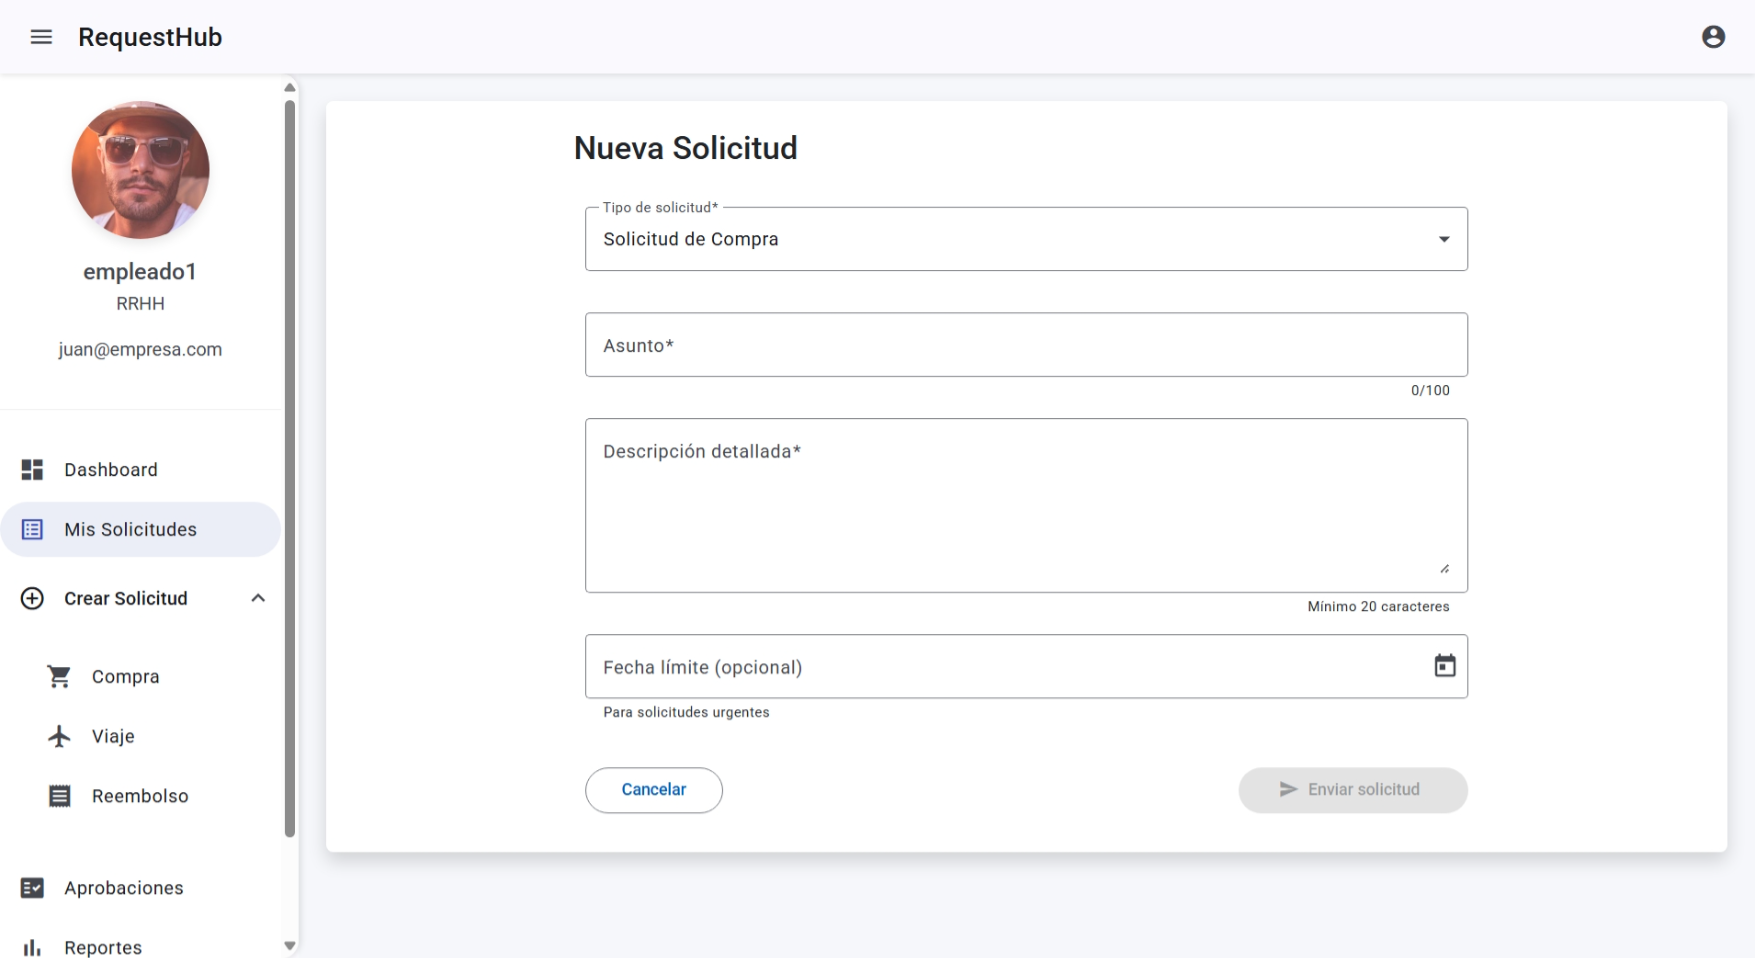 RequestHub
empleado1
RRHH
juan@empresa.com
Dashboard
Mis Solicitudes
Crear Solicitud
Compra
Viaje
Reembolso
Aprobaciones
Reportes
Nueva Solicitud
Tipo de solicitud*
Solicitud de Compra
Asunto*
0/100
Descripción detallada*
Mínimo 20 caracteres
Fecha límite (opcional)
Para solicitudes urgentes
Cancelar
Enviar solicitud